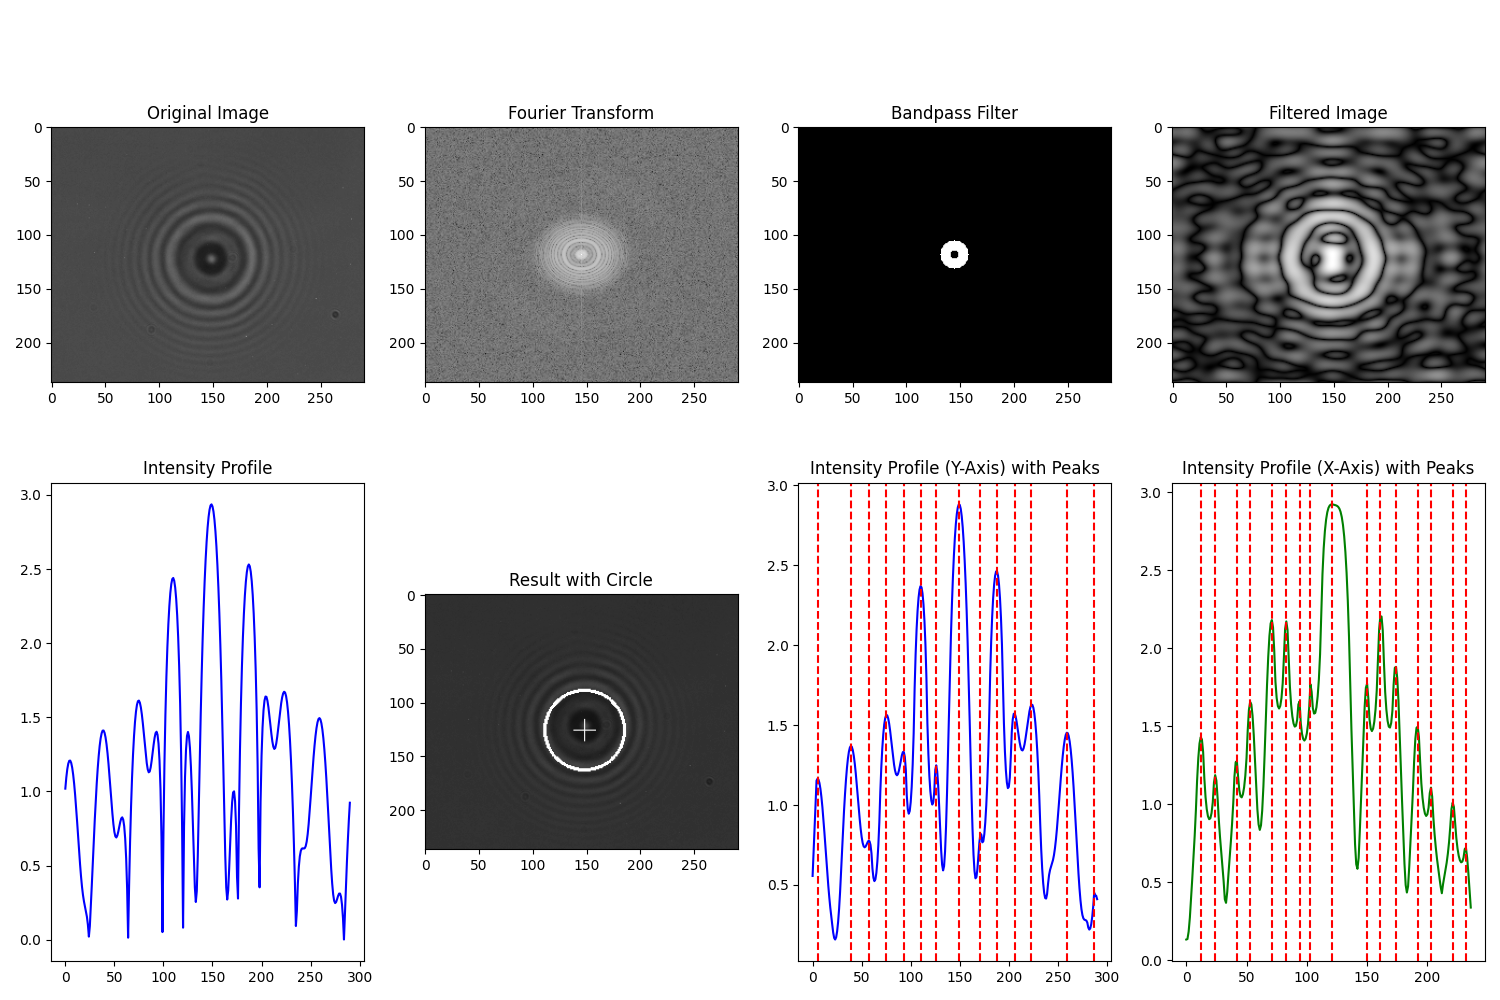 Original Image
Fourier Transform
Bandpass Filter
Filtered Image
0
50
100
150
200
0 50 100 150 200 250
0
50
100
150
200
0 50 100 150 200 250
0
50
100
150
200
0 50 100 150 200 250
0
50
100
150
200
0 50 100 150 200 250
Intensity Profile
3.0
2.5
2.0
1.5
1.0
0.5
0.0
0 50 100 150 200 250 300
Result with Circle
0
50
100
150
200
0 50 100 150 200 250
Intensity Profile (Y-Axis) with Peaks
3.0
2.5
2.0
1.5
1.0
0.5
0 50 100 150 200 250 300
Intensity Profile (X-Axis) with Peaks
3.0
2.5
2.0
1.5
1.0
0.5
0.0
0 50 100 150 200